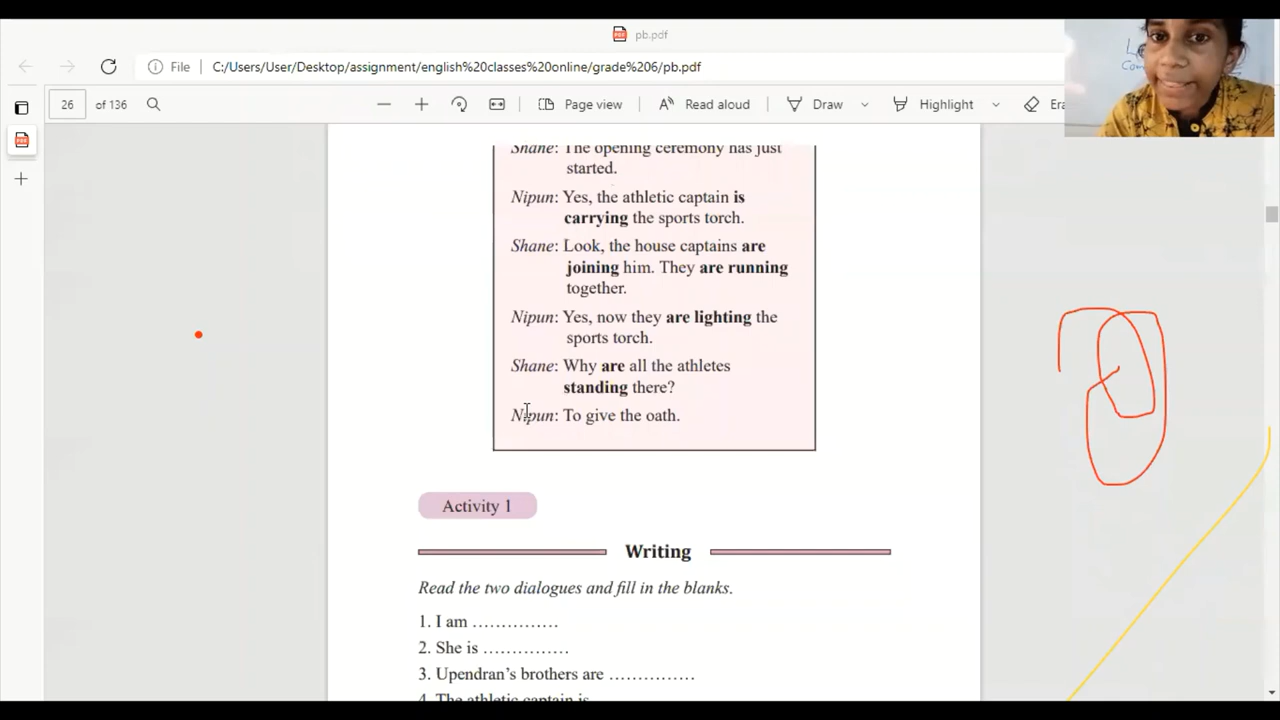 pb.pdf
File C:/Users/User/Desktop/assignment/english%20classes%20online/grade%206/pb.pdf
26 of 136 Page view Read aloud Draw Highlight
Shane: The opening ceremony has just
started.
Nipun: Yes, the athletic captain is
carrying the sports torch.
Shane: Look, the house captains are
joining him. They are running
together.
Nipun: Yes, now they are lighting the
sports torch.
Shane: Why are all the athletes
standing there?
Nipun: To give the oath.
Activity 1
Writing
Read the two dialogues and fill in the blanks.
1. I am ……………
2. She is ……………
3. Upendran's brothers are ……………
4. The athletic captain is